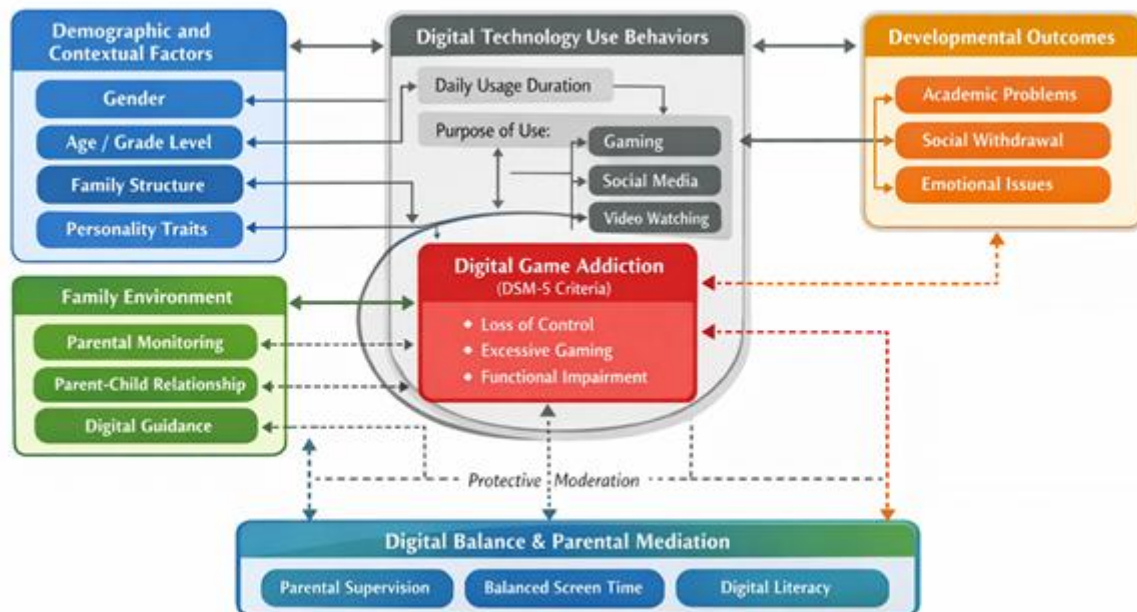 Demographic and
Contextual Factors
Gender
Age / Grade Level
Family Structure
Personality Traits
Digital Technology Use Behaviors
Daily Usage Duration
Purpose of Use:
Gaming
Social Media
Video Watching
Developmental Outcomes
Academic Problems
Social Withdrawal
Emotional Issues
Family Environment
Parental Monitoring
Parent-Child Relationship
Digital Guidance
Digital Game Addiction
(DSM-5 Criteria)
Loss of Control
Excessive Gaming
Functional Impairment
Protective Moderation
Digital Balance & Parental Mediation
Parental Supervision
Balanced Screen Time
Digital Literacy